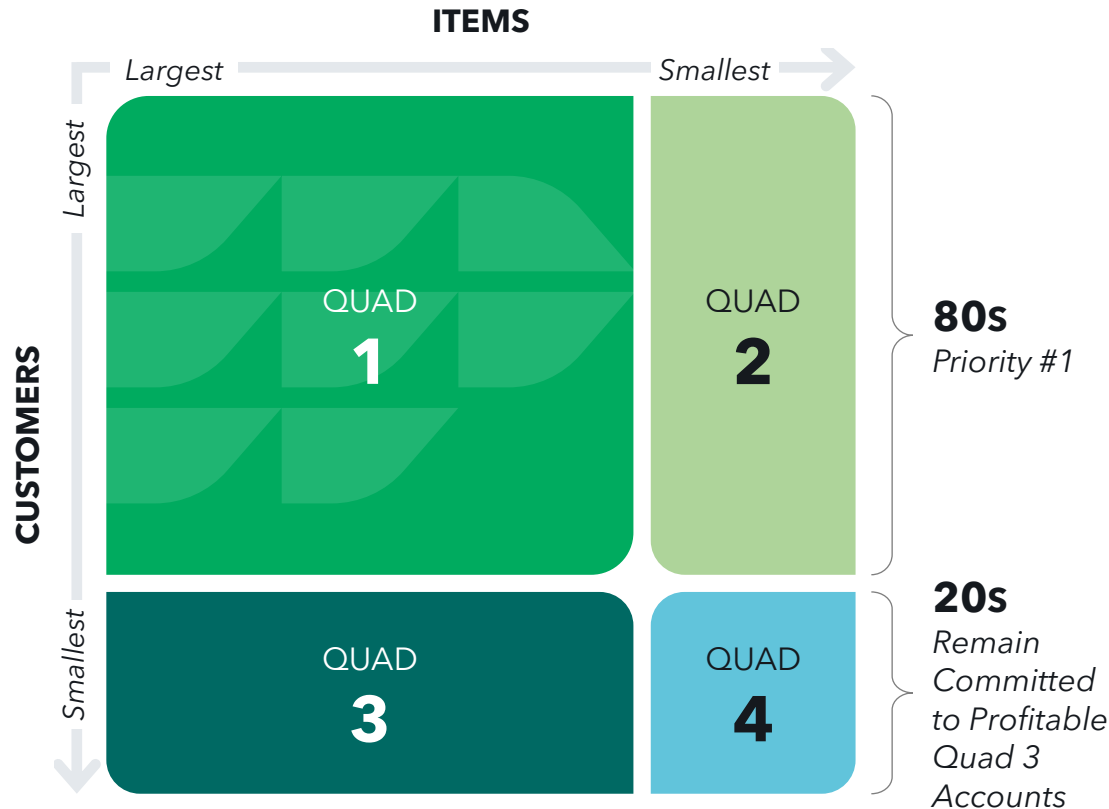 ITEMS
Largest
Smallest
CUSTOMERS
Largest
Smallest
QUAD
1
QUAD
2
80s
Priority #1
QUAD
3
QUAD
4
20s
Remain
Committed
to Profitable
Quad 3
Accounts